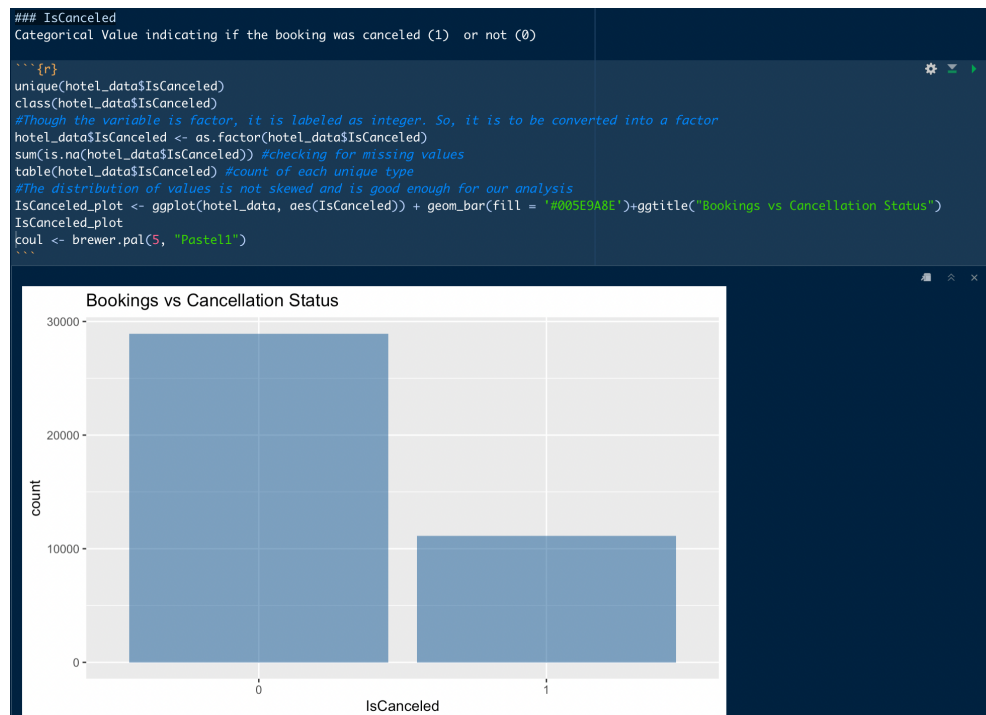 ### IsCanceled
Categorical Value indicating if the booking was canceled (1)  or not (0)
```{r}
unique(hotel_data$IsCanceled)
class(hotel_data$IsCanceled)
#Though the variable is factor, it is labeled as integer. So, it is to be converted into a factor
hotel_data$IsCanceled <- as.factor(hotel_data$IsCanceled)
sum(is.na(hotel_data$IsCanceled)) #checking for missing values
table(hotel_data$IsCanceled) #count of each unique type
#The distribution of values is not skewed and is good enough for our analysis
IsCanceled_plot <- ggplot(hotel_data, aes(IsCanceled)) + geom_bar(fill = '#005E9A8E')+ggtitle("Bookings vs Cancellation Status")
IsCanceled_plot
coul <- brewer.pal(5, "Pastel1")
```
Bookings vs Cancellation Status
30000
20000
count
10000
0
0 1
IsCanceled